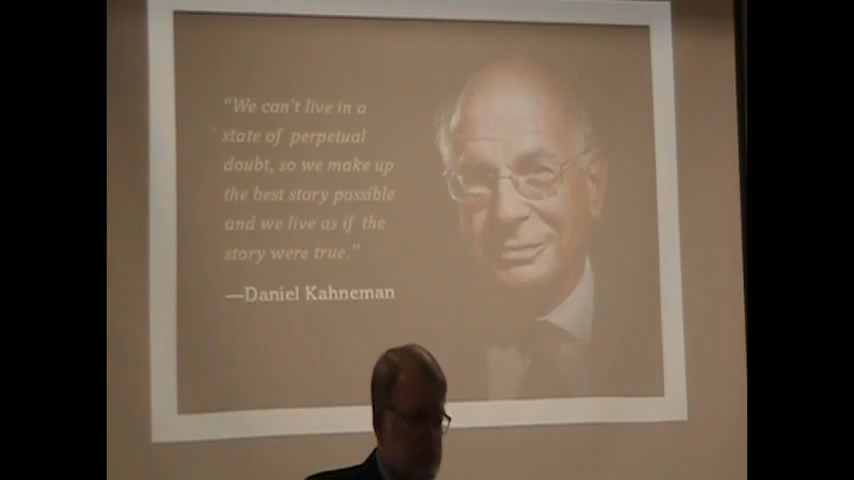 “We can't live in a
state of perpetual
doubt, so we make up
the best story possible
and we live as if the
story were true.”
—Daniel Kahneman